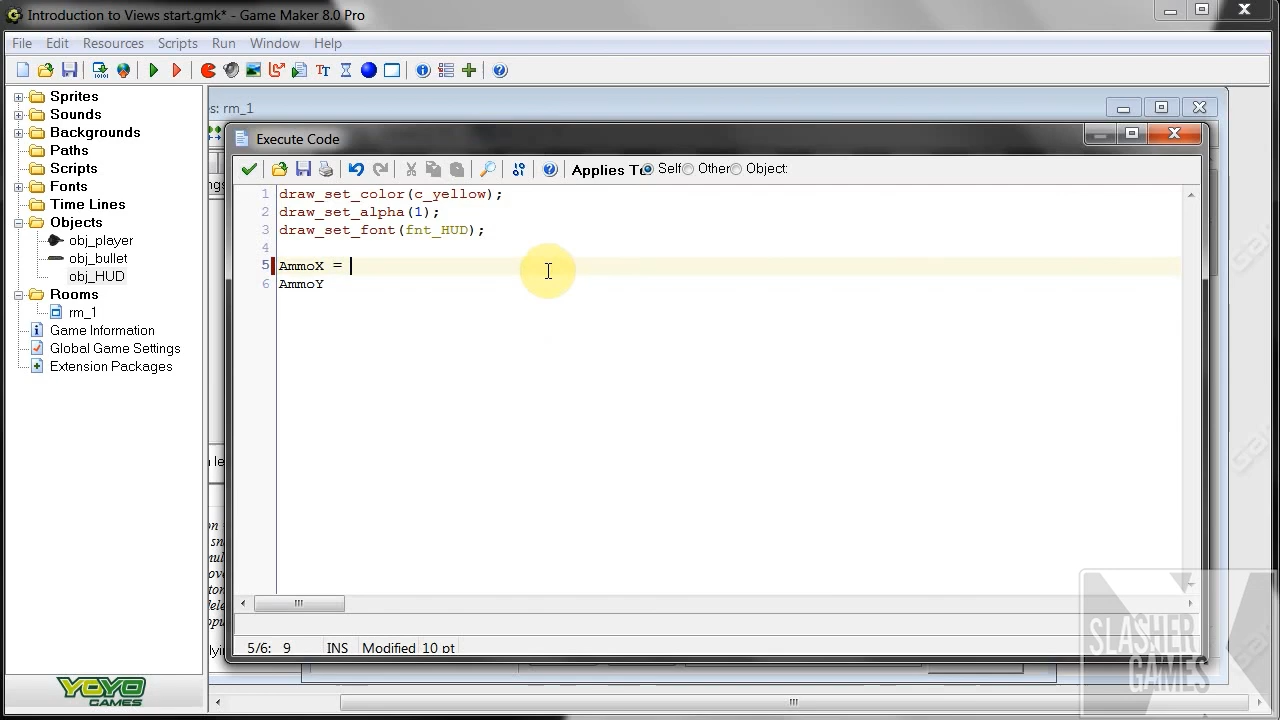 Introduction to Views start.gmk* - Game Maker 8.0 Pro
File Edit Resources Scripts Run Window Help
Sprites
Sounds
Backgrounds
Paths
Scripts
Fonts
Time Lines
Objects
obj_player
obj_bullet
obj_HUD
Rooms
rm_1
Game Information
Global Game Settings
Extension Packages
YOYO
GAMES
s: rm_1
Execute Code
Applies To Self Other Object:
1 draw_set_color(c_yellow);
2 draw_set_alpha(1);
3 draw_set_font(fnt_HUD);
4
5 AmmoX =
6 AmmoY
5/6: 9 INS Modified 10 pt
SLASHER
GAMES